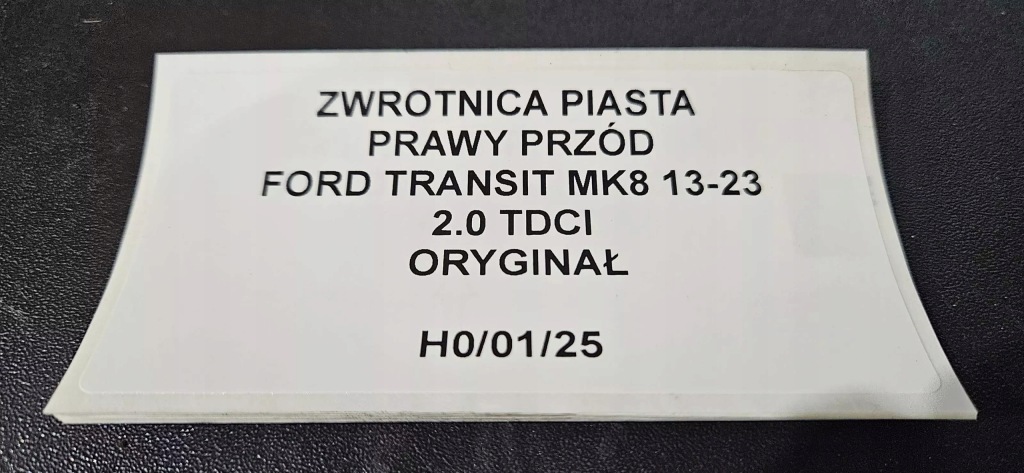 ZWROTNICA PIASTA
PRAWY PRZÓD
FORD TRANSIT MK8 13-23
2.0 TDCI
ORYGINAŁ
H0/01/25